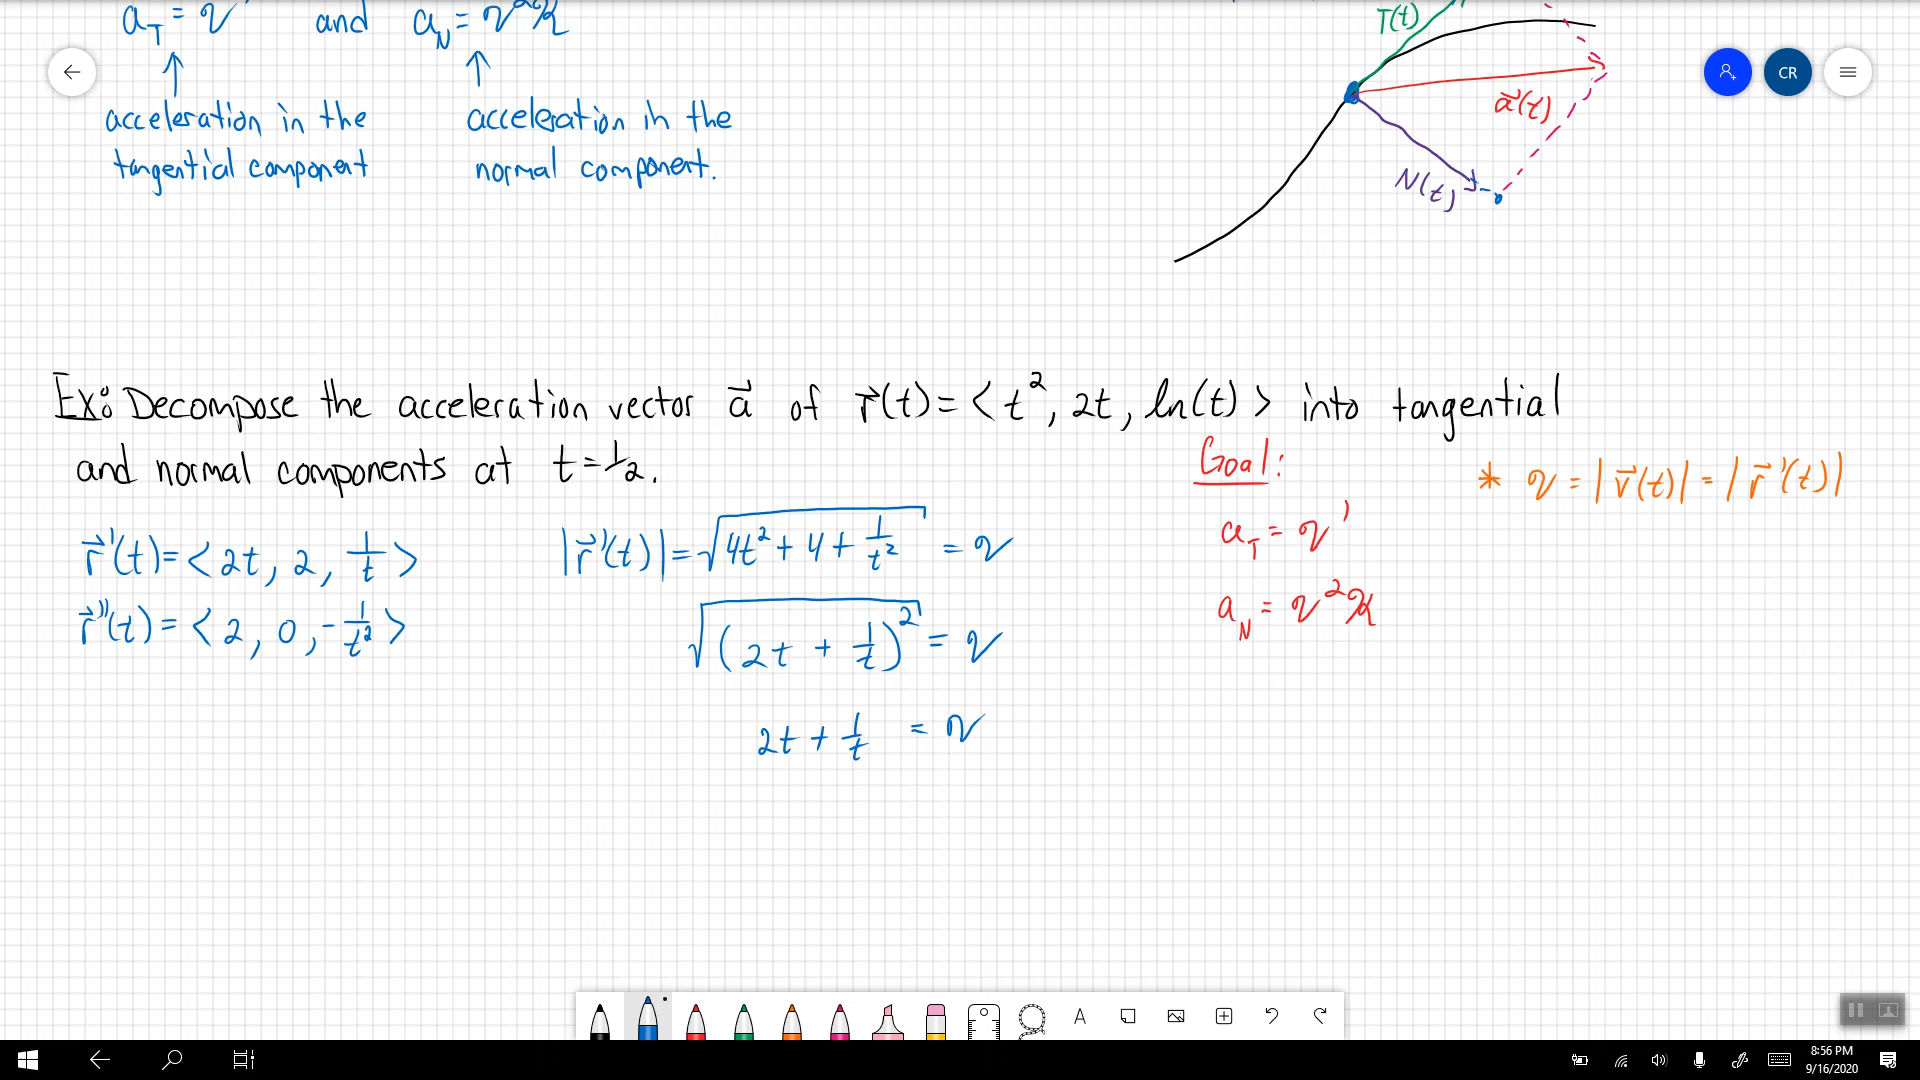 a_T = v' and a_N = v²κ
T(t)
CR
acceleration in the
tangential component
acceleration in the
normal component.
a⃗(t)
N(t)
Ex: Decompose the acceleration vector a⃗ of r⃗(t) = < t², 2t, ln(t) > into tangential
and normal components at t = 1/2.
Goal:
* v = |v⃗(t)| = |r⃗'(t)|
a_T = v'
a_N = v²κ
r⃗'(t) = < 2t, 2, 1/t >
r⃗''(t) = < 2, 0, -1/t² >
|r⃗'(t)| = √(4t² + 4 + 1/t²) = v
√((2t + 1/t)²) = v
2t + 1/t = v
A
8:56 PM
9/16/2020